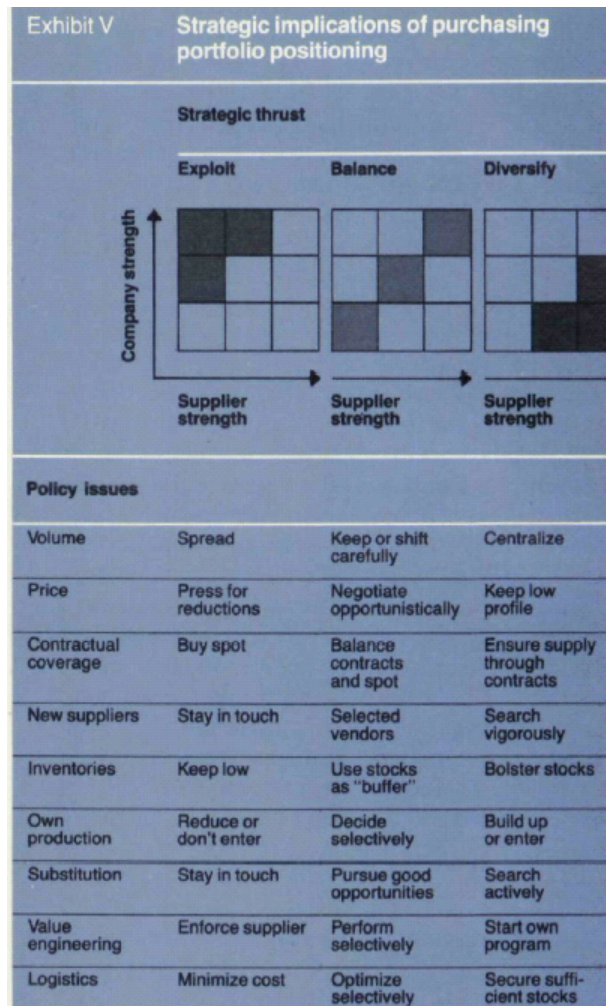 Exhibit V
Strategic implications of purchasing
portfolio positioning
Strategic thrust
Exploit
Balance
Diversify
Company strength
Supplier
strength
Supplier
strength
Supplier
strength
Policy issues
Volume
Spread
Keep or shift
carefully
Centralize
Price
Press for
reductions
Negotiate
opportunistically
Keep low
profile
Contractual
coverage
Buy spot
Balance
contracts
and spot
Ensure supply
through
contracts
New suppliers
Stay in touch
Selected
vendors
Search
vigorously
Inventories
Keep low
Use stocks
as "buffer"
Bolster stocks
Own
production
Reduce or
don't enter
Decide
selectively
Build up
or enter
Substitution
Stay in touch
Pursue good
opportunities
Search
actively
Value
engineering
Enforce supplier
Perform
selectively
Start own
program
Logistics
Minimize cost
Optimize
selectively
Secure suffi-
cient stocks